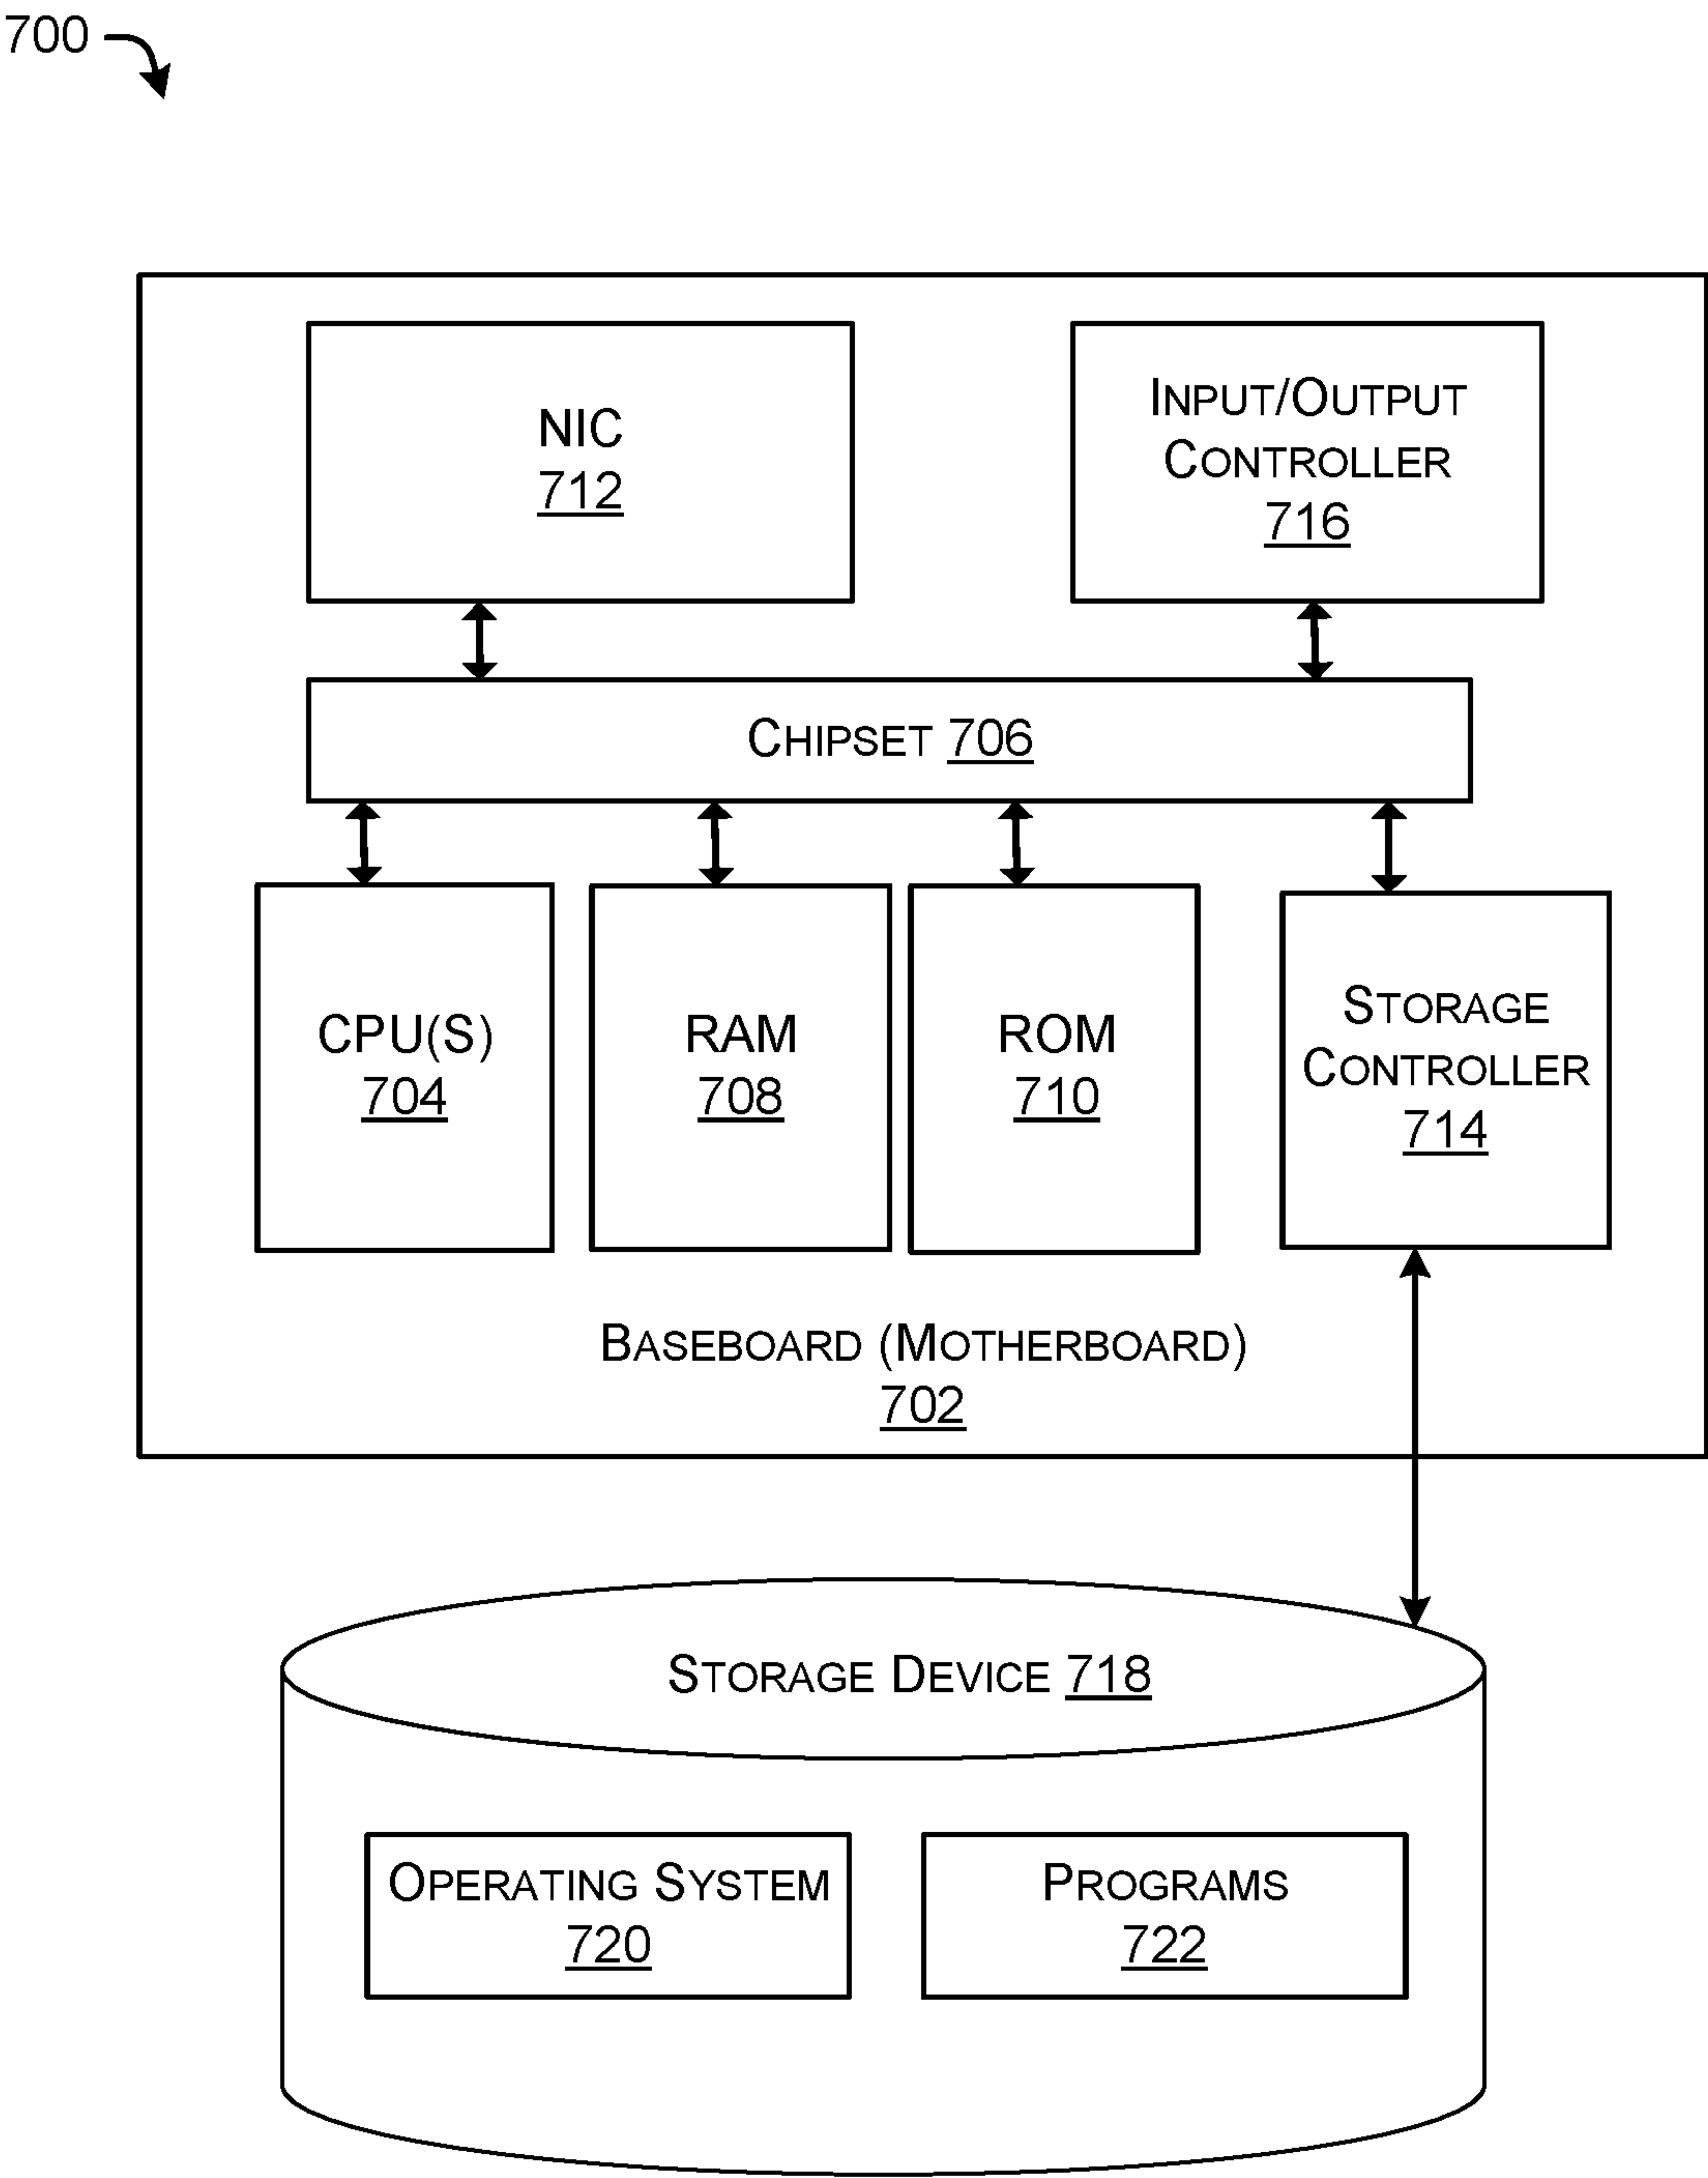 700
NIC
712
INPUT/OUTPUT
CONTROLLER
716
CHIPSET 706
CPU(S)
704
RAM
708
ROM
710
STORAGE
CONTROLLER
714
BASEBOARD (MOTHERBOARD)
702
STORAGE DEVICE 718
OPERATING SYSTEM
720
PROGRAMS
722